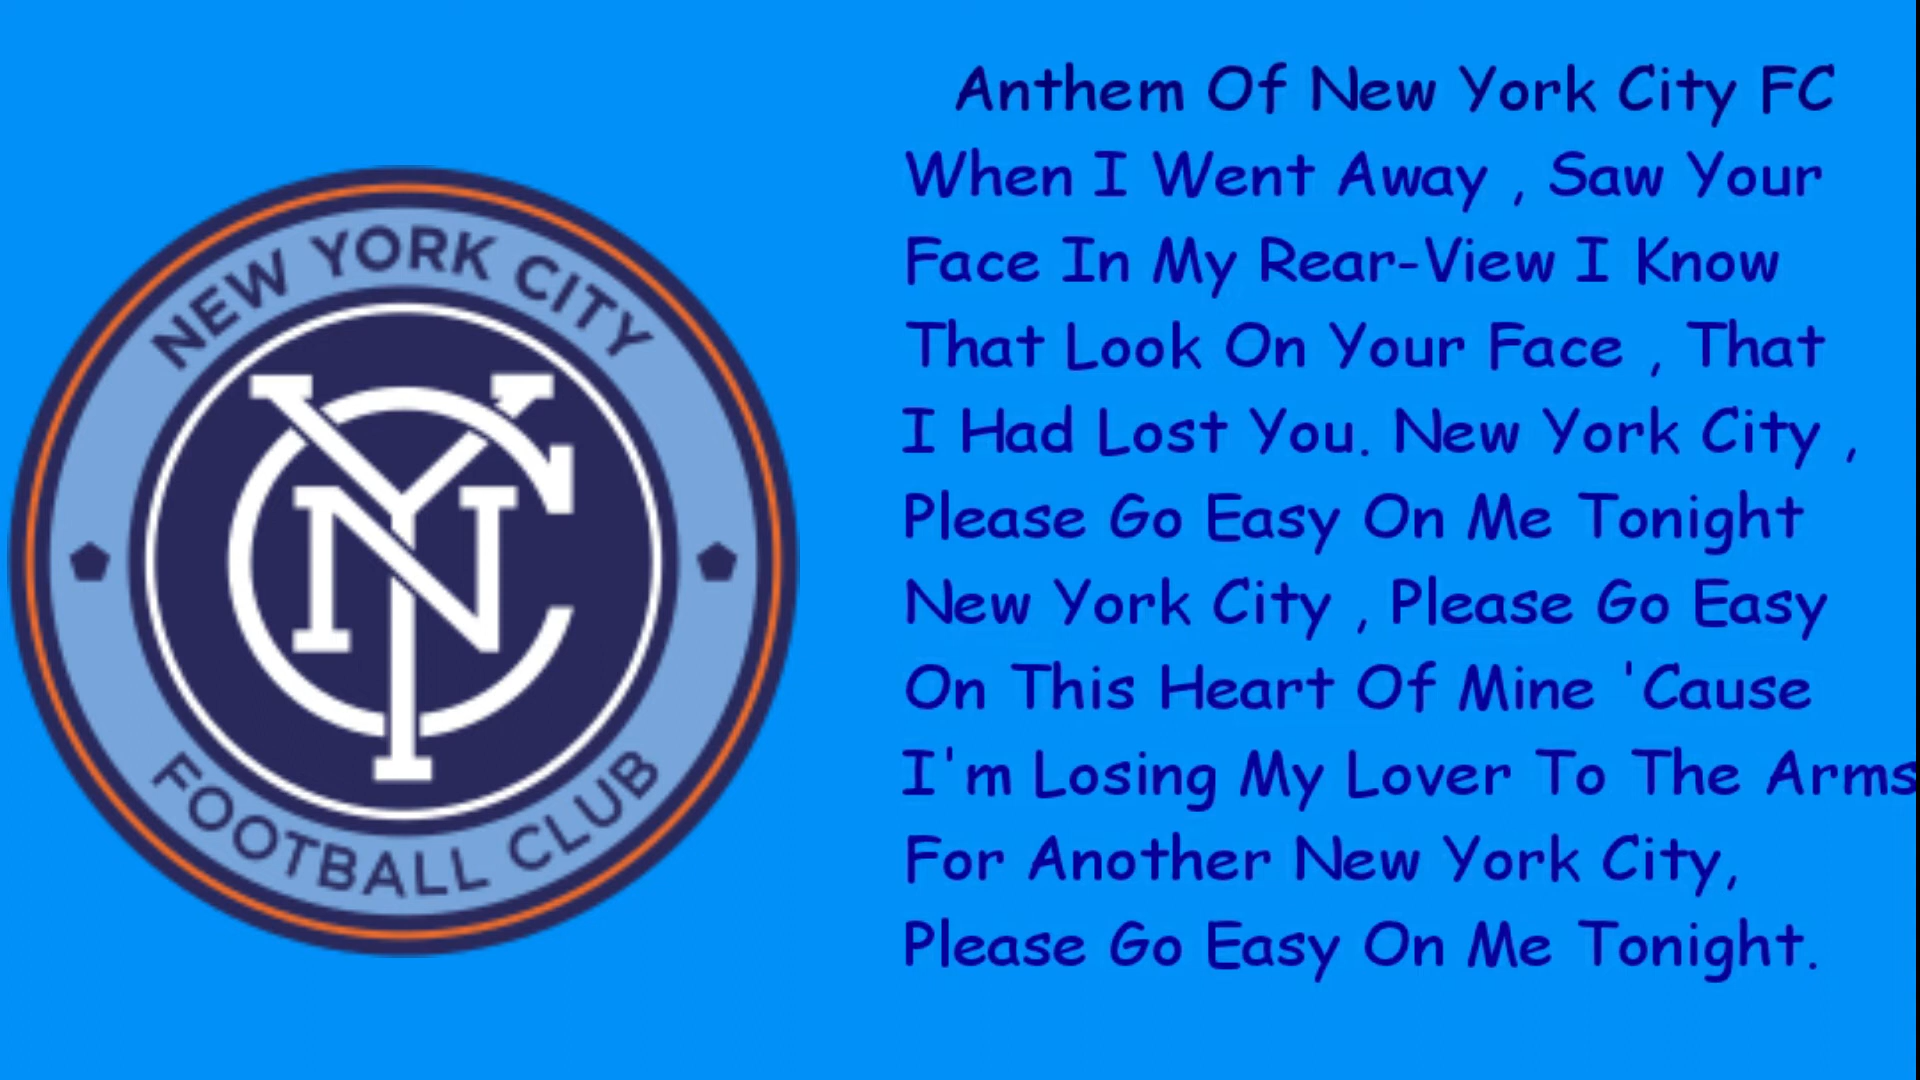 NEW YORK CITY
NYC
FOOTBALL CLUB
Anthem Of New York City FC
When I Went Away , Saw Your
Face In My Rear-View I Know
That Look On Your Face , That
I Had Lost You. New York City ,
Please Go Easy On Me Tonight
New York City , Please Go Easy
On This Heart Of Mine 'Cause
I'm Losing My Lover To The Arms
For Another New York City,
Please Go Easy On Me Tonight.